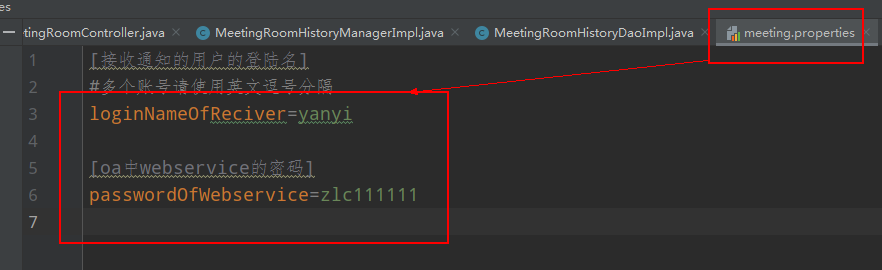 es
etingRoomController.java
MeetingRoomHistoryManagerImpl.java
MeetingRoomHistoryDaoImpl.java
meeting.properties
1 [接收通知的用户的登陆名]
2 #多个账号请使用英文逗号分隔
3 loginNameOfReciver=yanyi
4
5 [oa中webservice的密码]
6 passwordOfWebservice=zlc111111
7